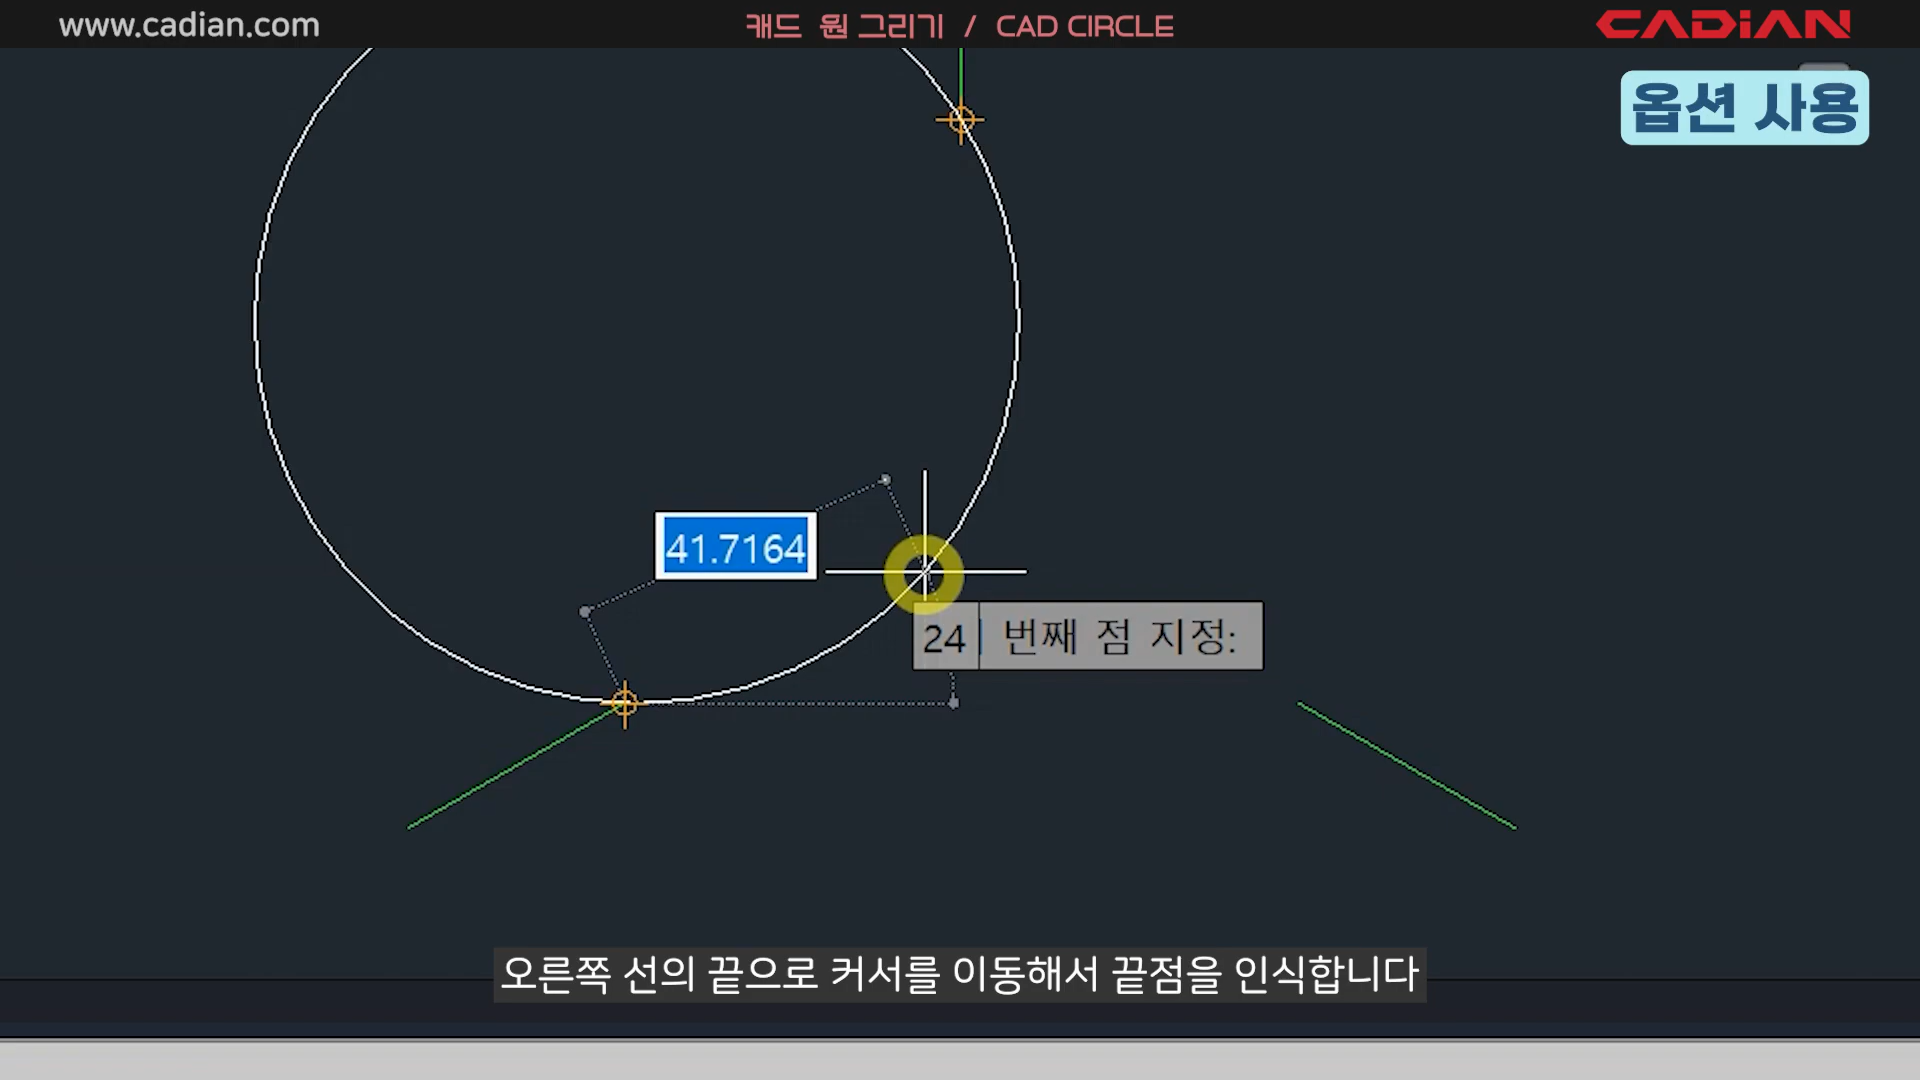 www.cadian.com
캐드 원 그리기 / CAD CIRCLE
CADiAN
옵션 사용
41.7164
24 번째 점 지정:
오른쪽 선의 끝으로 커서를 이동해서 끝점을 인식합니다